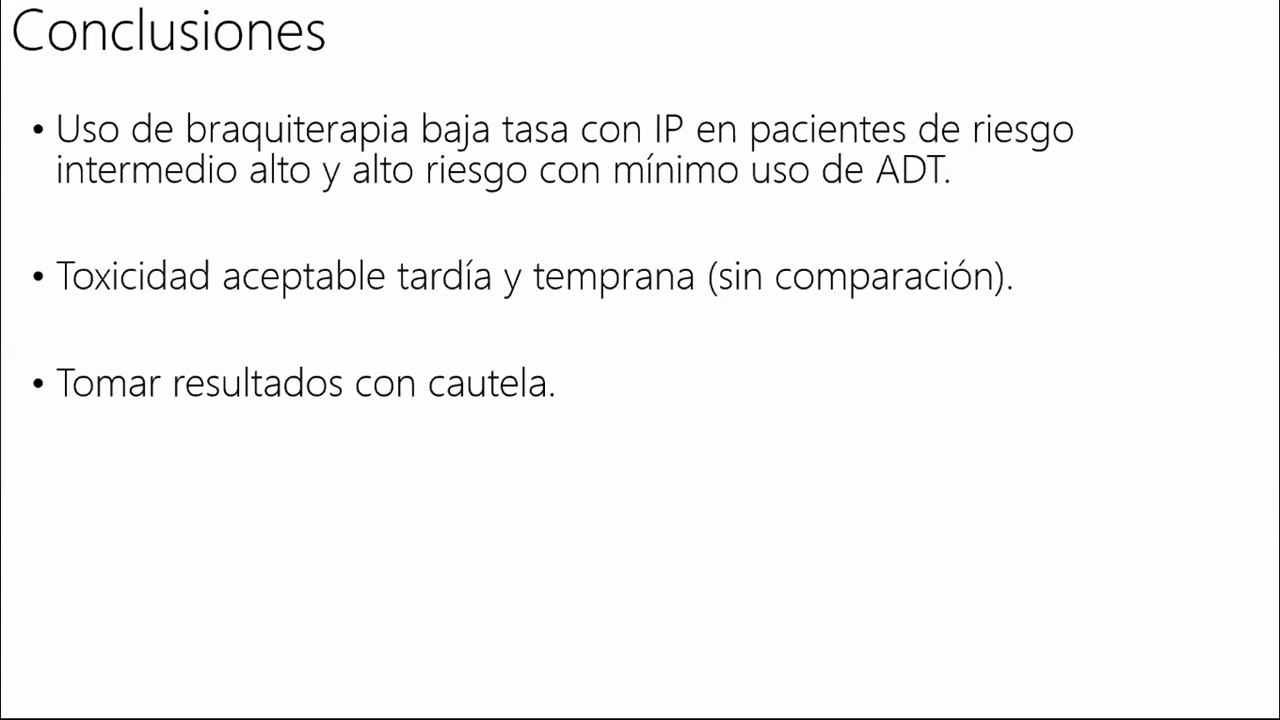 Conclusiones
• Uso de braquiterapia baja tasa con IP en pacientes de riesgo
intermedio alto y alto riesgo con mínimo uso de ADT.
• Toxicidad aceptable tardía y temprana (sin comparación).
• Tomar resultados con cautela.